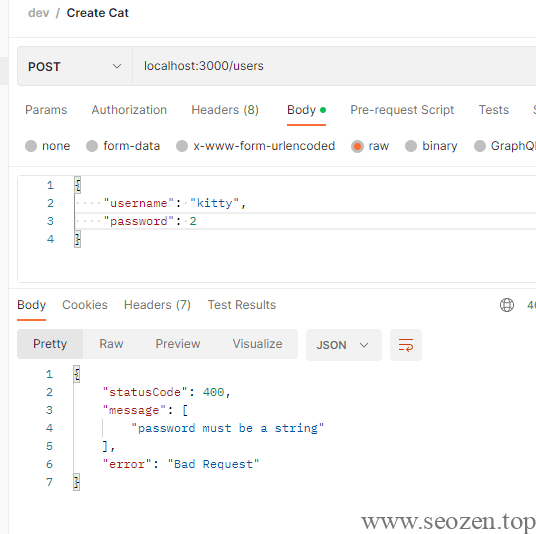 dev / Create Cat
POST localhost:3000/users
Params Authorization Headers (8) Body Pre-request Script Tests
none form-data x-www-form-urlencoded raw binary GraphQ
1 {
2 "username": "kitty",
3 "password": 2
4 }
Body Cookies Headers (7) Test Results 40
Pretty Raw Preview Visualize JSON
1 {
2 "statusCode": 400,
3 "message": [
4 "password must be a string"
5 ],
6 "error": "Bad Request"
7 }
www.seozen.top